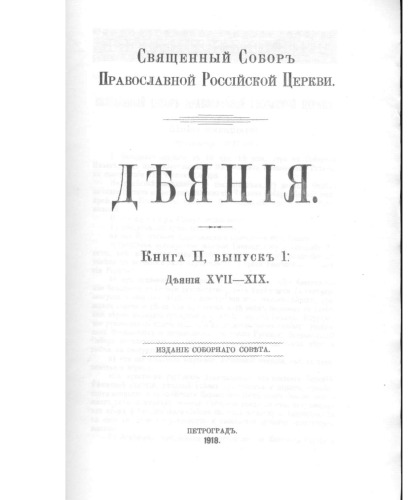 Священный Соборъ
Православной Россійской Церкви.
ДѢЯНІЯ.
Книга II, выпускъ 1:
Дѣянія XVII—XIX.
ИЗДАНІЕ СОБОРНАГО СОВѢТА.
ПЕТРОГРАДЪ.
1918.